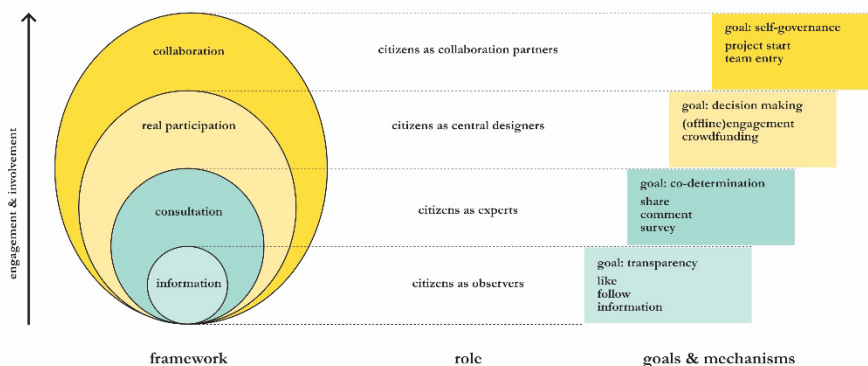 engagement & involvement
collaboration
citizens as collaboration partners
goal: self-governance
project start
team entry
real participation
citizens as central designers
goal: decision making
(offline)engagement
crowdfunding
consultation
citizens as experts
goal: co-determination
share
comment
survey
information
citizens as observers
goal: transparency
like
follow
information
framework
role
goals & mechanisms